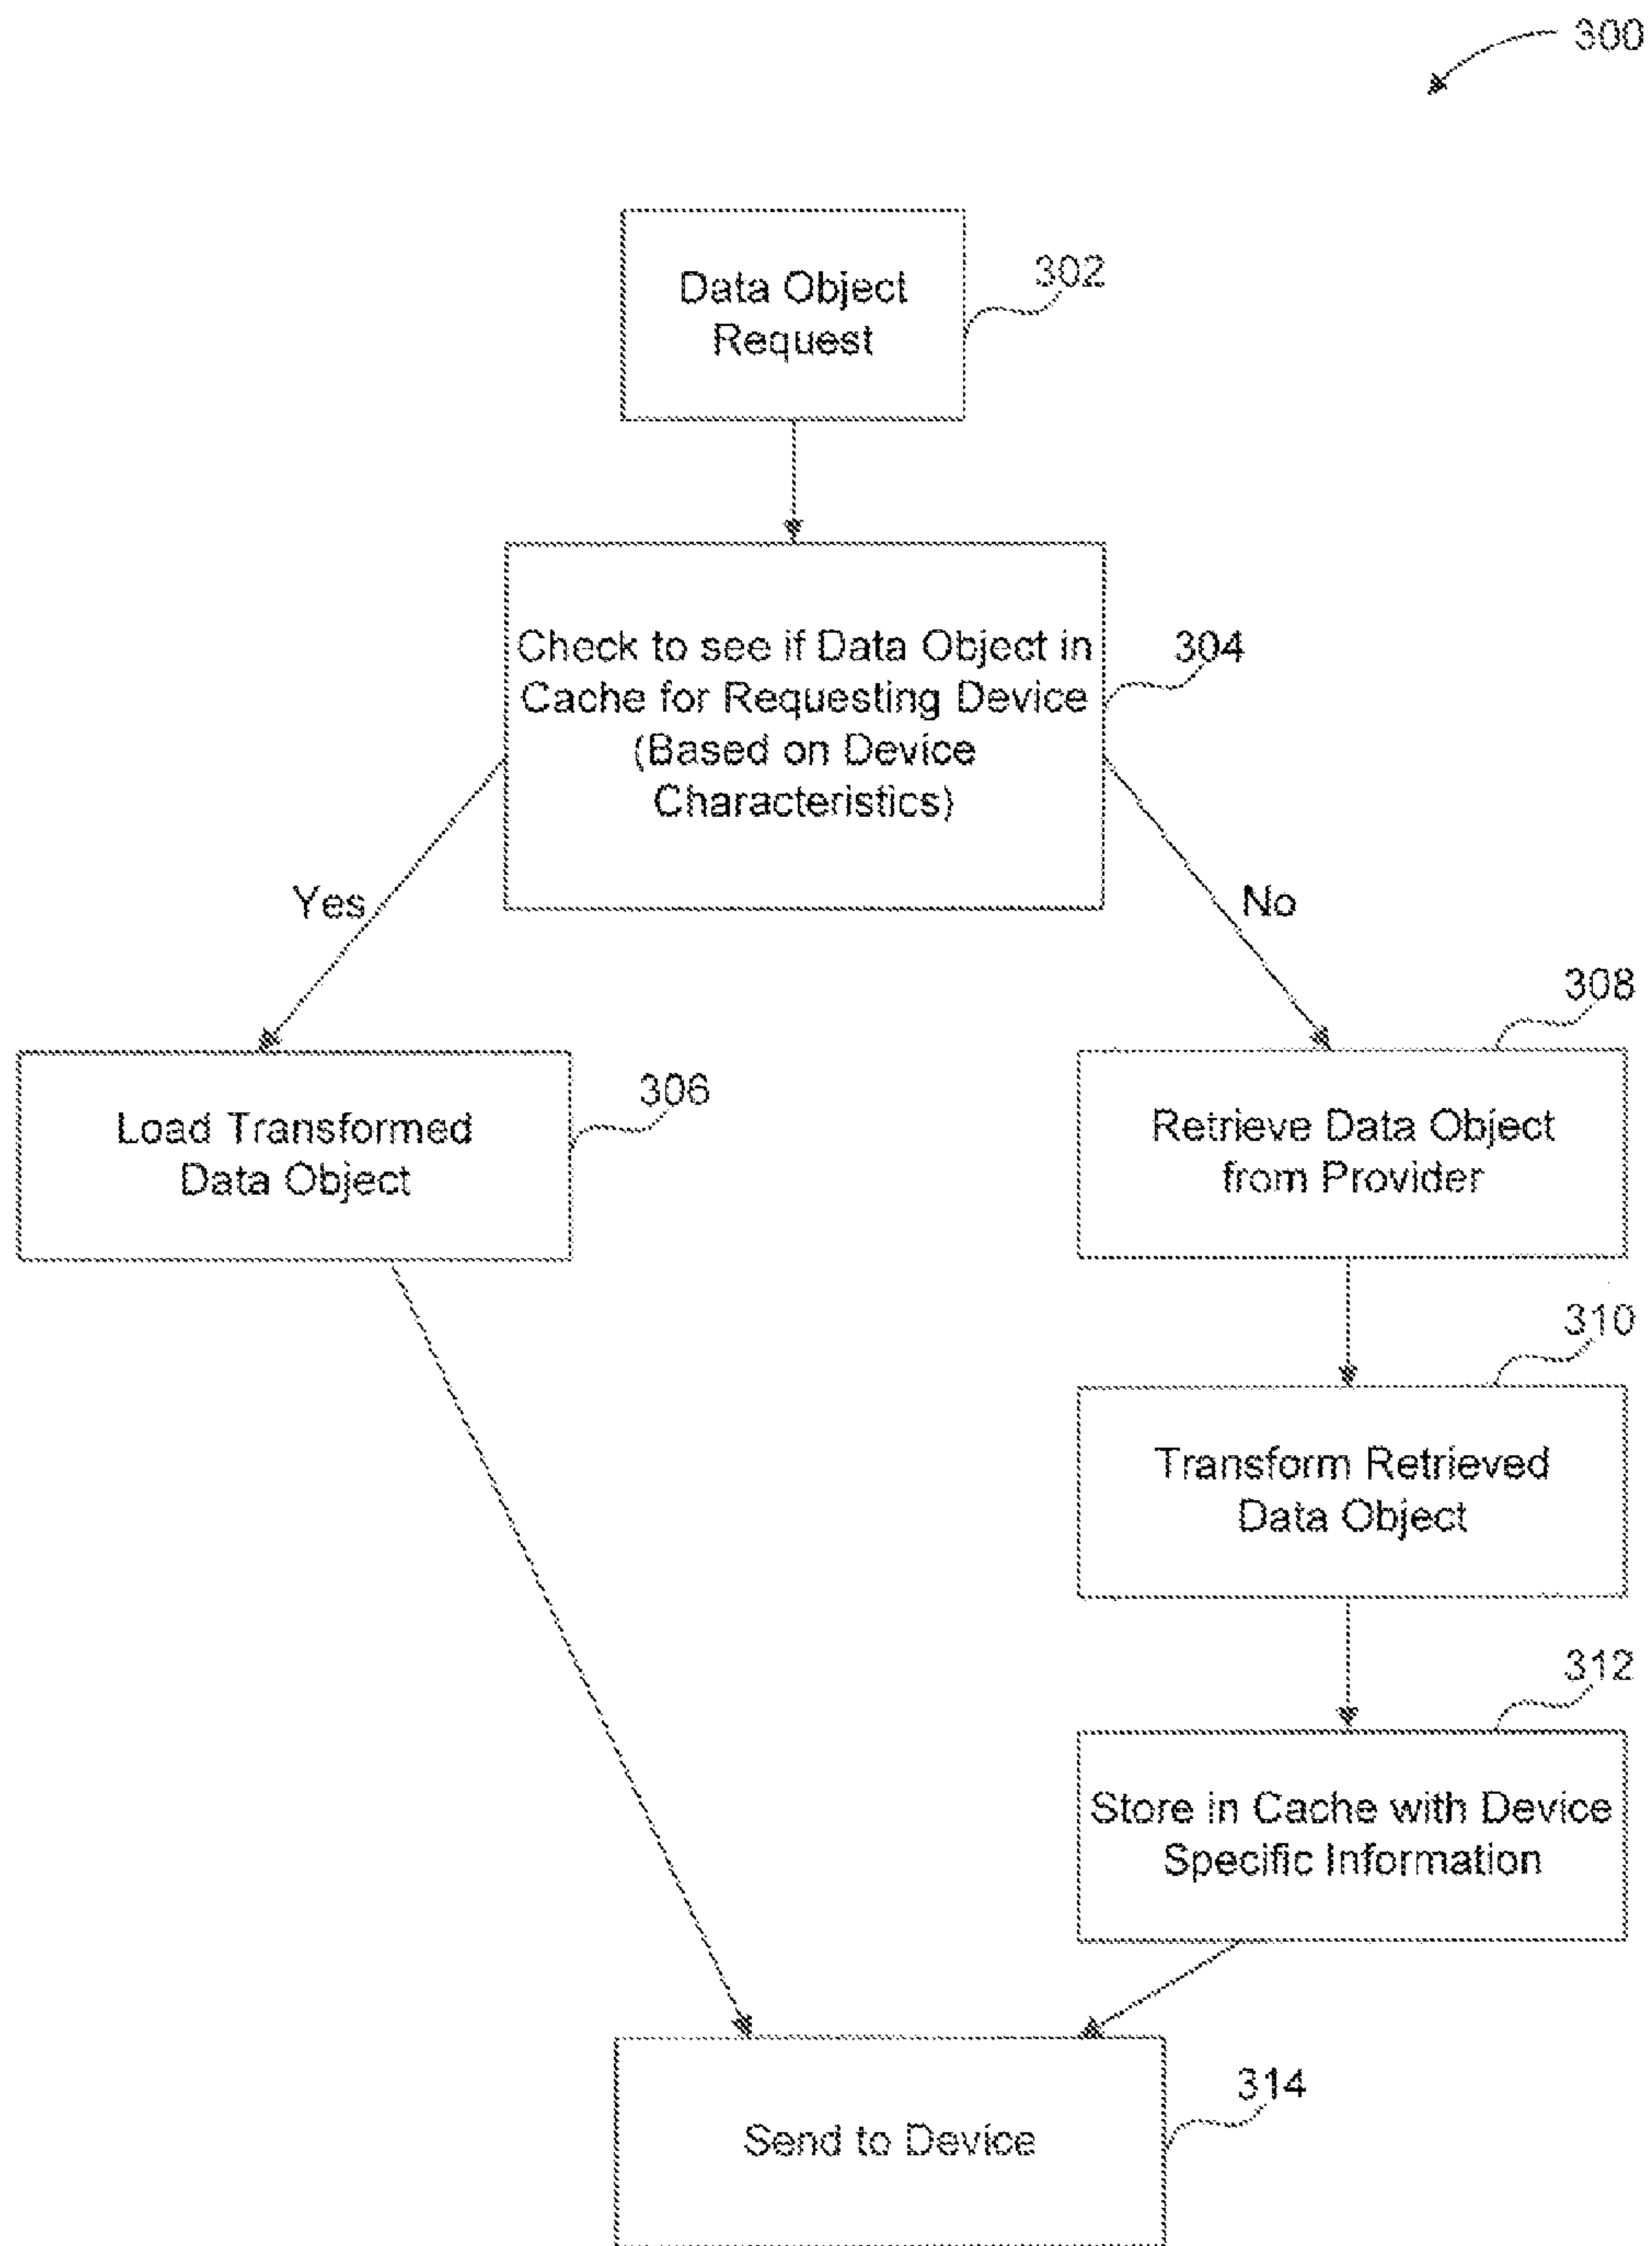 300
Data Object
Request
302
Check to see if Data Object in
Cache for Requesting Device
(Based on Device
Characteristics)
304
Yes
No
308
Load Transformed
Data Object
306
Retrieve Data Object
from Provider
310
Transform Retrieved
Data Object
312
Store in Cache with Device
Specific Information
Send to Device
314